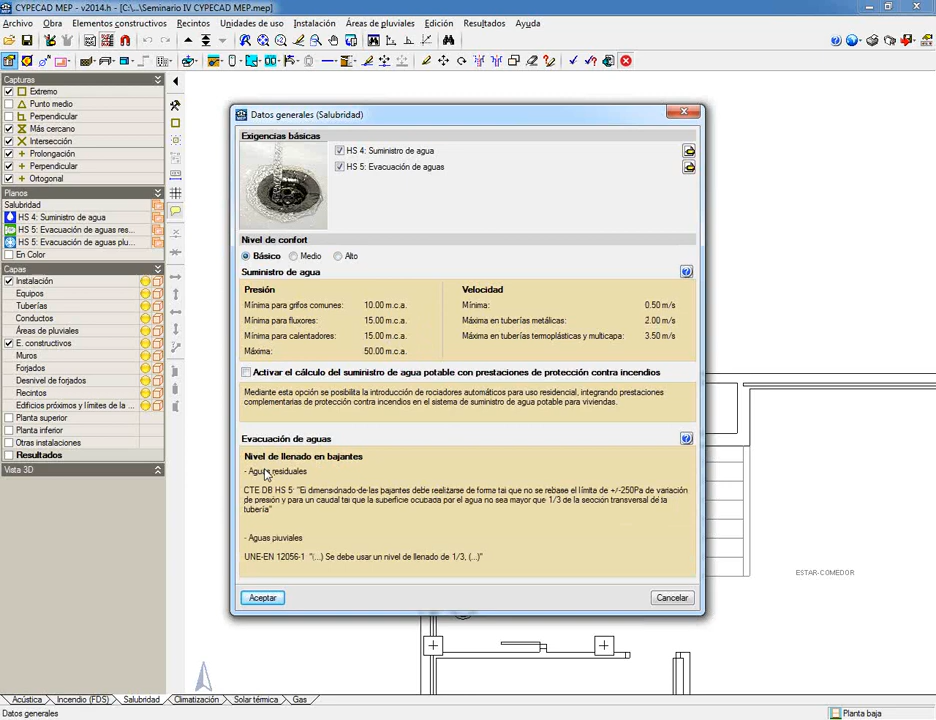 CYPECAD MEP - v2014.h - [C:\...\Seminario IV CYPECAD MEP.mep]
Archivo Obra Elementos constructivos Recintos Unidades de uso Instalación Áreas de pluviales Edición Resultados Ayuda
Capturas
Extremo
Punto medio
Perpendicular
Más cercano
Intersección
Prolongación
Perpendicular
Ortogonal
Planos
Salubridad
HS 4: Suministro de agua
HS 5: Evacuación de aguas res...
HS 5: Evacuación de aguas plu...
En Color
Capas
Instalación
Equipos
Tuberías
Conductos
Áreas de pluviales
E. constructivos
Muros
Forjados
Desnivel de forjados
Recintos
Edificios próximos y límites de la ...
Planta superior
Planta inferior
Otras instalaciones
Resultados
Vista 3D
Datos generales (Salubridad)
Exigencias básicas
HS 4: Suministro de agua
HS 5: Evacuación de aguas
Nivel de confort
Básico Medio Alto
Suministro de agua
Presión
Mínima para grifos comunes: 10.00 m.c.a.
Mínima para fluxores: 15.00 m.c.a.
Mínima para calentadores: 15.00 m.c.a.
Máxima: 50.00 m.c.a.
Velocidad
Mínima: 0.50 m/s
Máxima en tuberías metálicas: 2.00 m/s
Máxima en tuberías termoplásticas y multicapa: 3.50 m/s
Activar el cálculo del suministro de agua potable con prestaciones de protección contra incendios
Mediante esta opción se posibilita la introducción de rociadores automáticos para uso residencial, integrando prestaciones
complementarias de protección contra incendios en el sistema de suministro de agua potable para viviendas.
Evacuación de aguas
Nivel de llenado en bajantes
- Aguas residuales
CTE DB HS 5: "El dimensionado de las bajantes debe realizarse de forma tal que no se rebase el límite de +/-250Pa de variación
de presión y para un caudal tal que la superficie ocupada por el agua no sea mayor que 1/3 de la sección transversal de la
tubería"
- Aguas pluviales
UNE-EN 12056-1 "(...) Se debe usar un nivel de llenado de 1/3, (...)"
Aceptar
Cancelar
ESTAR-COMEDOR
Acústica Incendio (FDS) Salubridad Climatización Solar térmica Gas
Datos generales
Planta baja